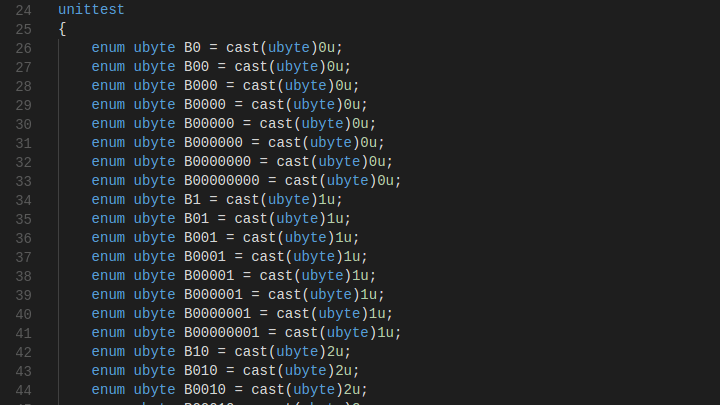 24 unittest
25 {
26 enum ubyte B0 = cast(ubyte)0u;
27 enum ubyte B00 = cast(ubyte)0u;
28 enum ubyte B000 = cast(ubyte)0u;
29 enum ubyte B0000 = cast(ubyte)0u;
30 enum ubyte B00000 = cast(ubyte)0u;
31 enum ubyte B000000 = cast(ubyte)0u;
32 enum ubyte B0000000 = cast(ubyte)0u;
33 enum ubyte B00000000 = cast(ubyte)0u;
34 enum ubyte B1 = cast(ubyte)1u;
35 enum ubyte B01 = cast(ubyte)1u;
36 enum ubyte B001 = cast(ubyte)1u;
37 enum ubyte B0001 = cast(ubyte)1u;
38 enum ubyte B00001 = cast(ubyte)1u;
39 enum ubyte B000001 = cast(ubyte)1u;
40 enum ubyte B0000001 = cast(ubyte)1u;
41 enum ubyte B00000001 = cast(ubyte)1u;
42 enum ubyte B10 = cast(ubyte)2u;
43 enum ubyte B010 = cast(ubyte)2u;
44 enum ubyte B0010 = cast(ubyte)2u;